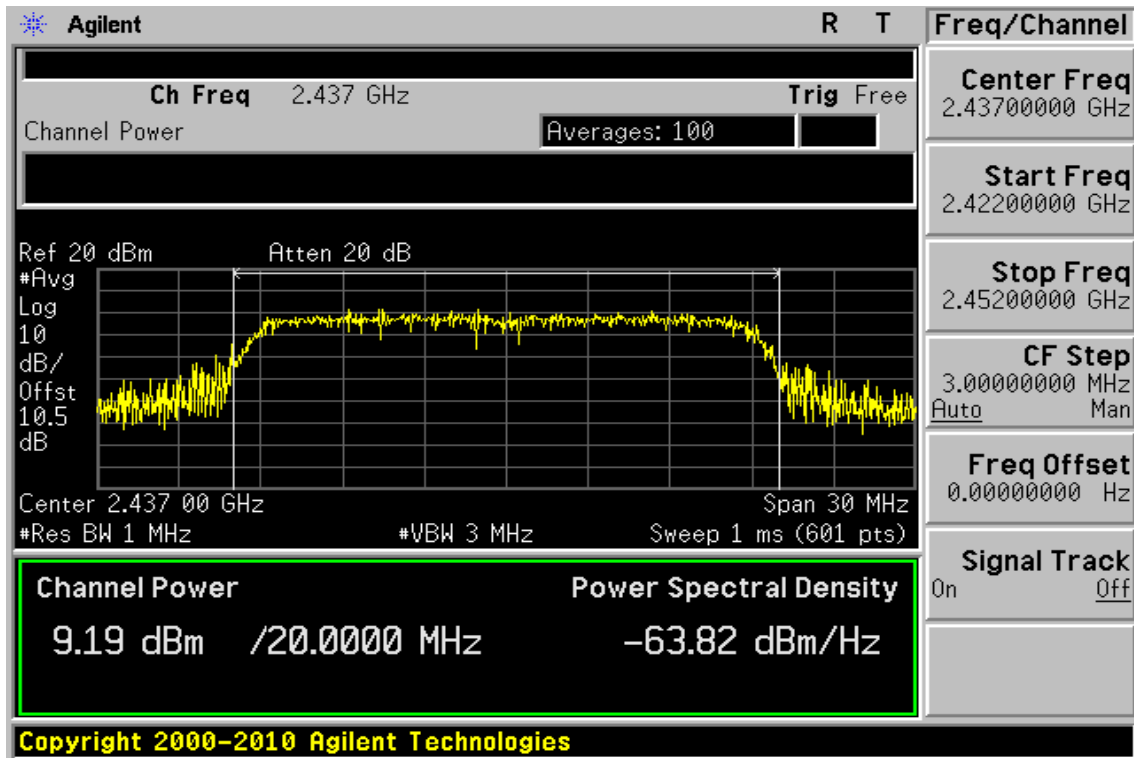 Agilent
R T
Freq/Channel
Ch Freq 2.437 GHz
Trig Free
Channel Power
Averages: 100
Center Freq
2.43700000 GHz
Start Freq
2.42200000 GHz
Stop Freq
2.45200000 GHz
CF Step
3.00000000 MHz
Auto Man
Freq Offset
0.00000000 Hz
Signal Track
On Off
Ref 20 dBm
Atten 20 dB
#Avg
Log
10
dB/
Offst
10.5
dB
Center 2.437 00 GHz
Span 30 MHz
#Res BW 1 MHz
#VBW 3 MHz
Sweep 1 ms (601 pts)
Channel Power
Power Spectral Density
9.19 dBm /20.0000 MHz
-63.82 dBm/Hz
Copyright 2000-2010 Agilent Technologies